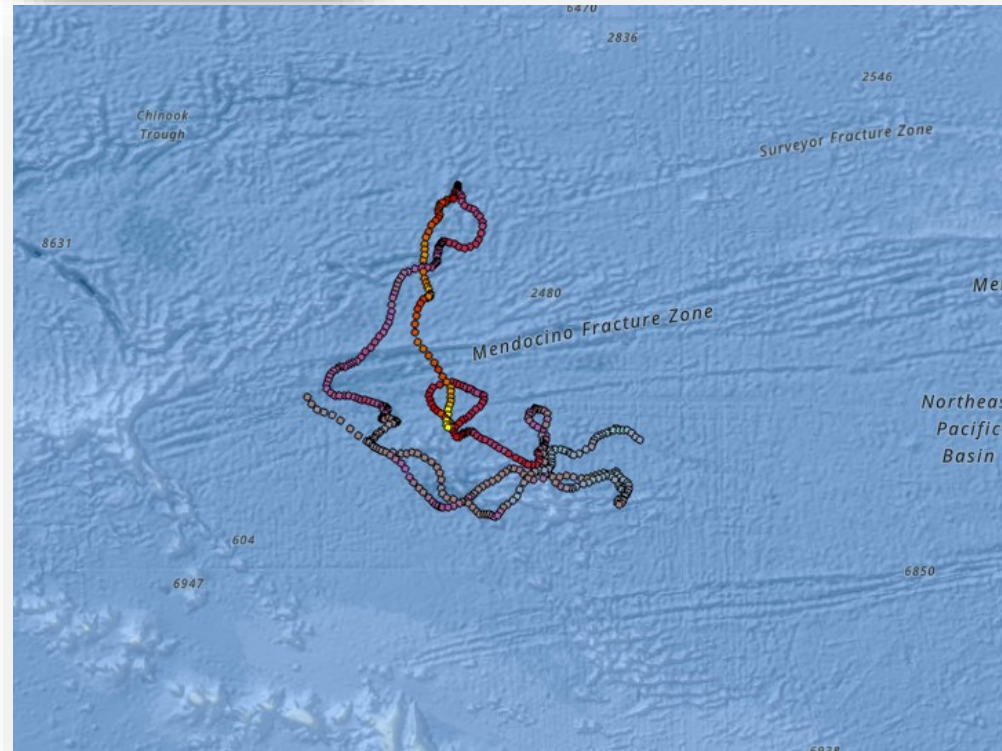 6470
2836
2546
Chinook
Trough
Surveyor Fracture Zone
8631
2480
Mendocino Fracture Zone
Northeas
Pacific
Basin
604
6947
6850